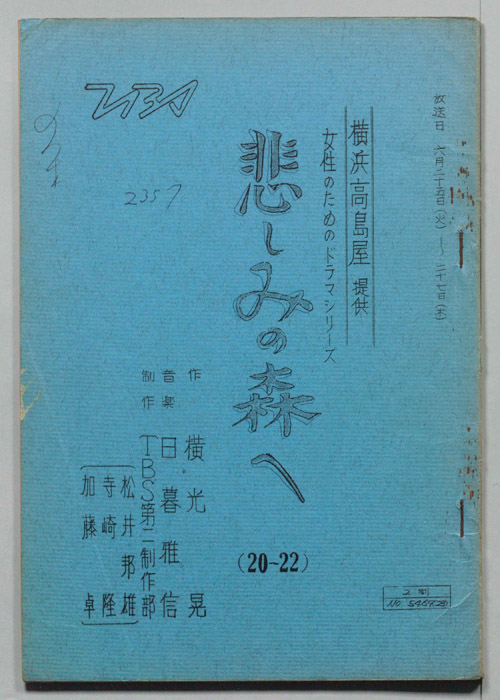 放送日 六月二十五日(火)〜二十七日(木)
横浜高島屋 提供
女性のためのドラマシリーズ
悲しみの森へ
(20~22)
作 横光晃
音楽 日暮雅信
制作 TBS第二制作部
松井邦雄
寺崎隆
加藤卓
TBS
2357